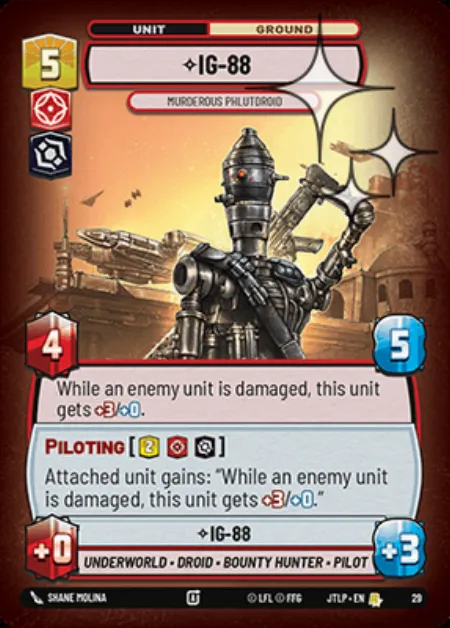 UNIT GROUND
5 IG-88
MURDEROUS PHLUTDROID
4 5
While an enemy unit is damaged, this unit
gets +3/+0.
PILOTING [2]
Attached unit gains: “While an enemy unit
is damaged, this unit gets +3/+0.”
IG-88
+0 +3
UNDERWORLD • DROID • BOUNTY HUNTER • PILOT
SHANE MOLINA © LFL © FFG JTLP • EN 29